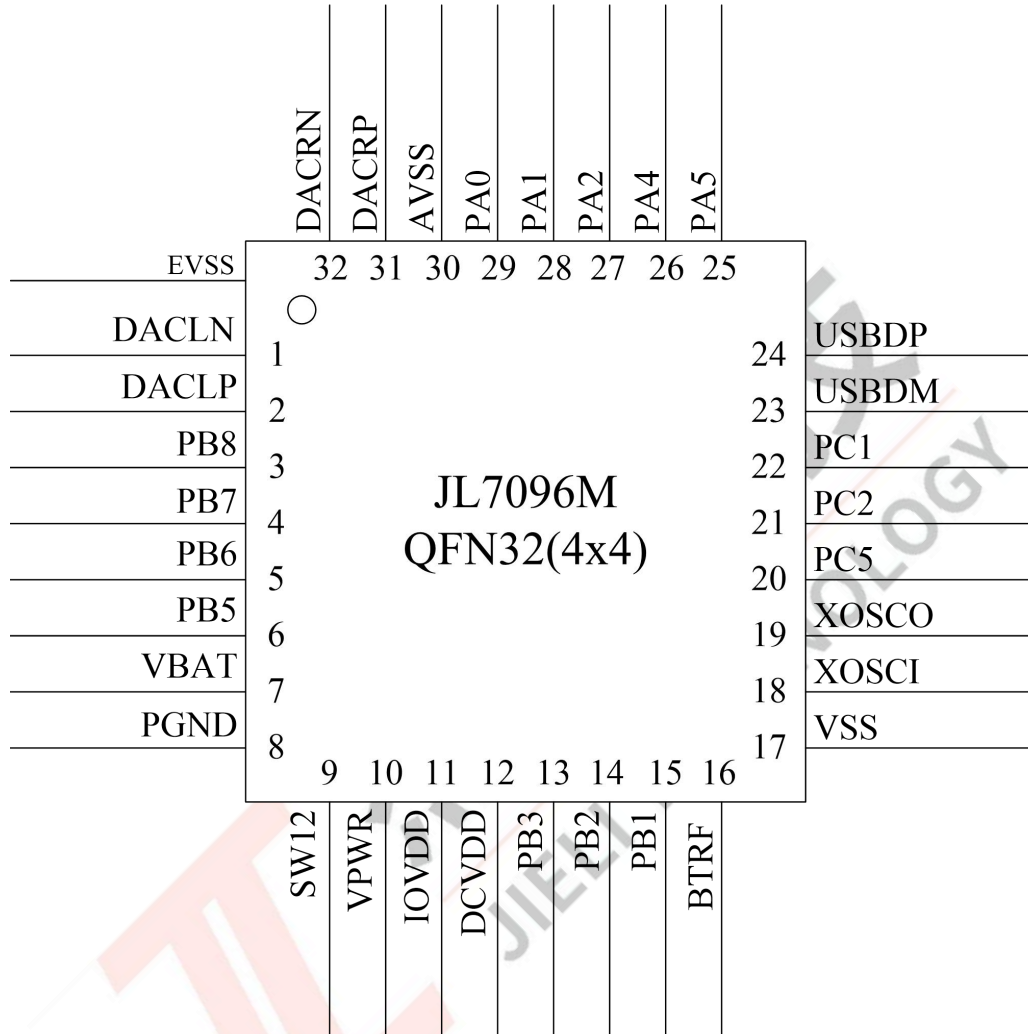 DACRN
DACRP
AVSS
PA0
PA1
PA2
PA4
PA5
32 31 30 29 28 27 26 25
EVSS
DACLN 1
DACLP 2
PB8 3
PB7 4
PB6 5
PB5 6
VBAT 7
PGND 8
JL7096M
QFN32(4x4)
24 USBDP
23 USBDM
22 PC1
21 PC2
20 PC5
19 XOSCO
18 XOSCI
17 VSS
9 10 11 12 13 14 15 16
SW12
VPWR
IOVDD
DCVDD
PB3
PB2
PB1
BTRF
JIELI